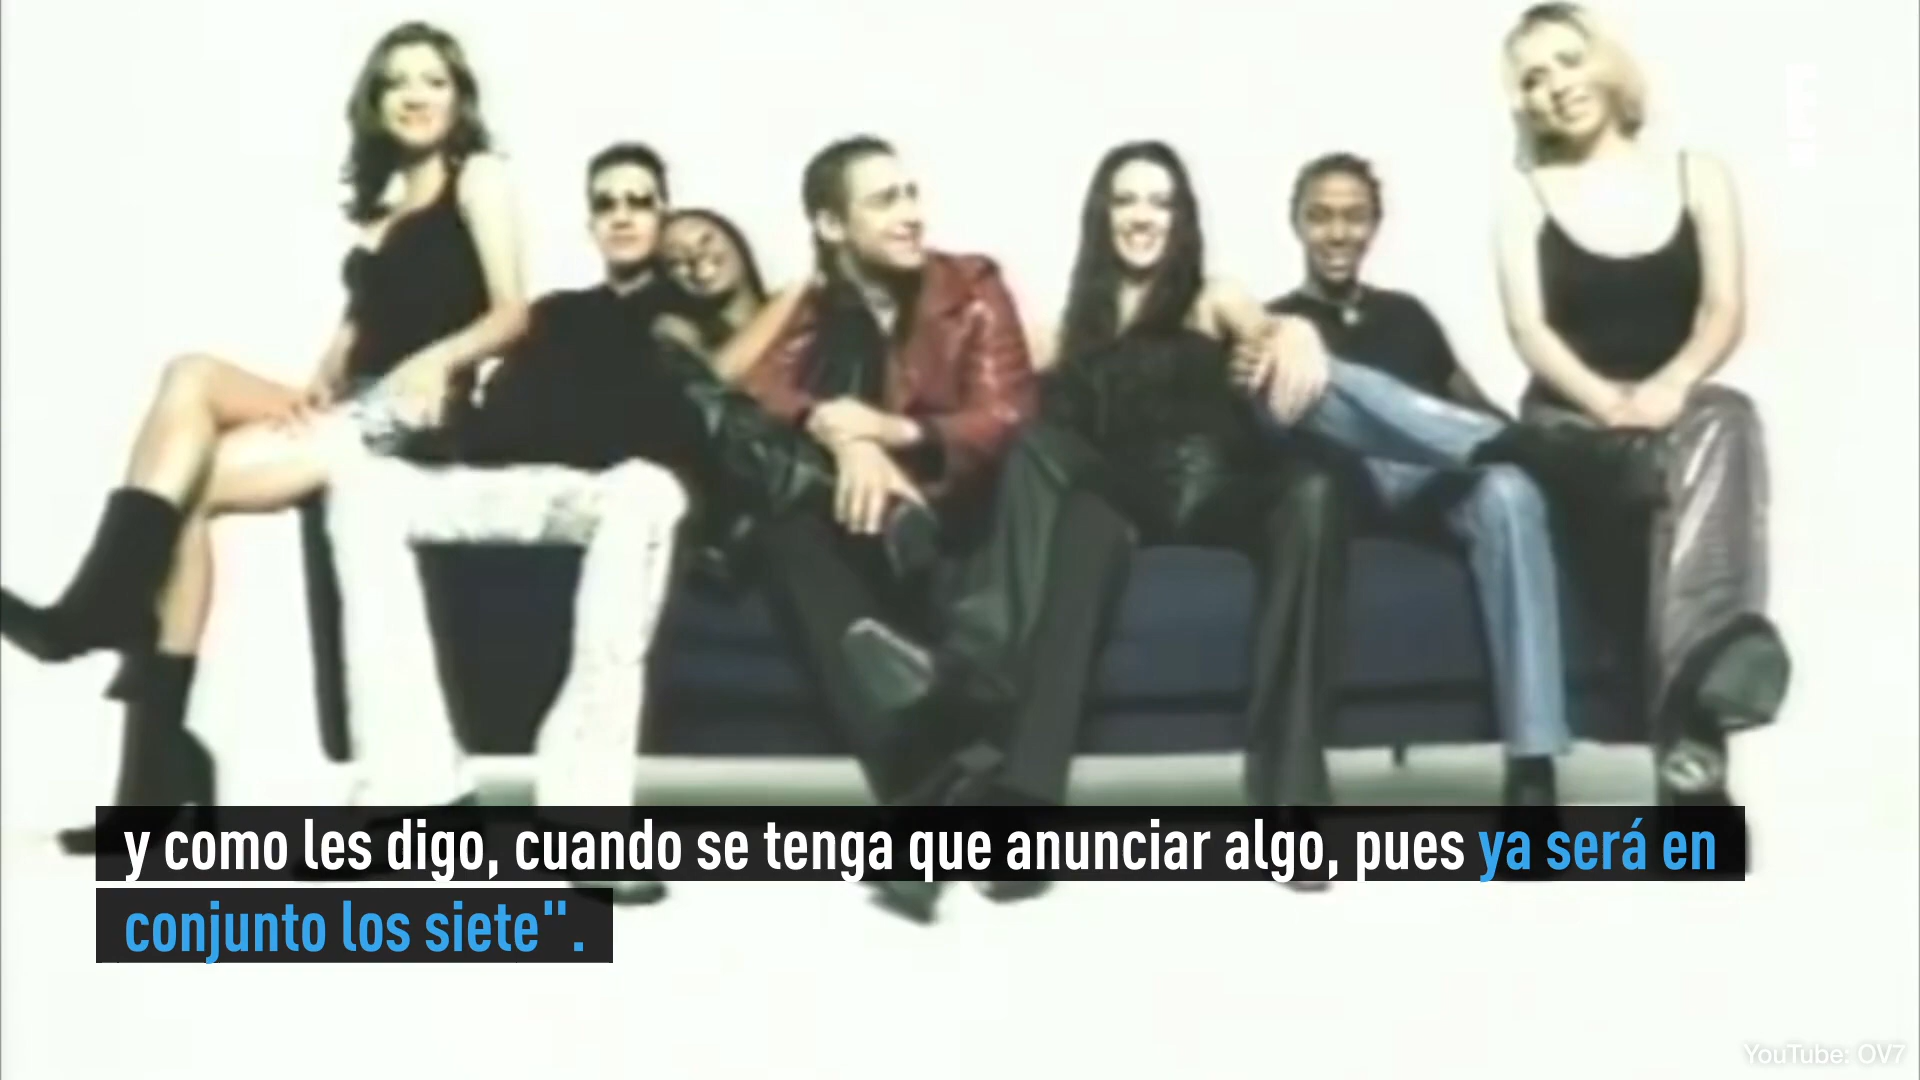 y como les digo, cuando se tenga que anunciar algo, pues ya será en
conjunto los siete".
YouTube: OV7